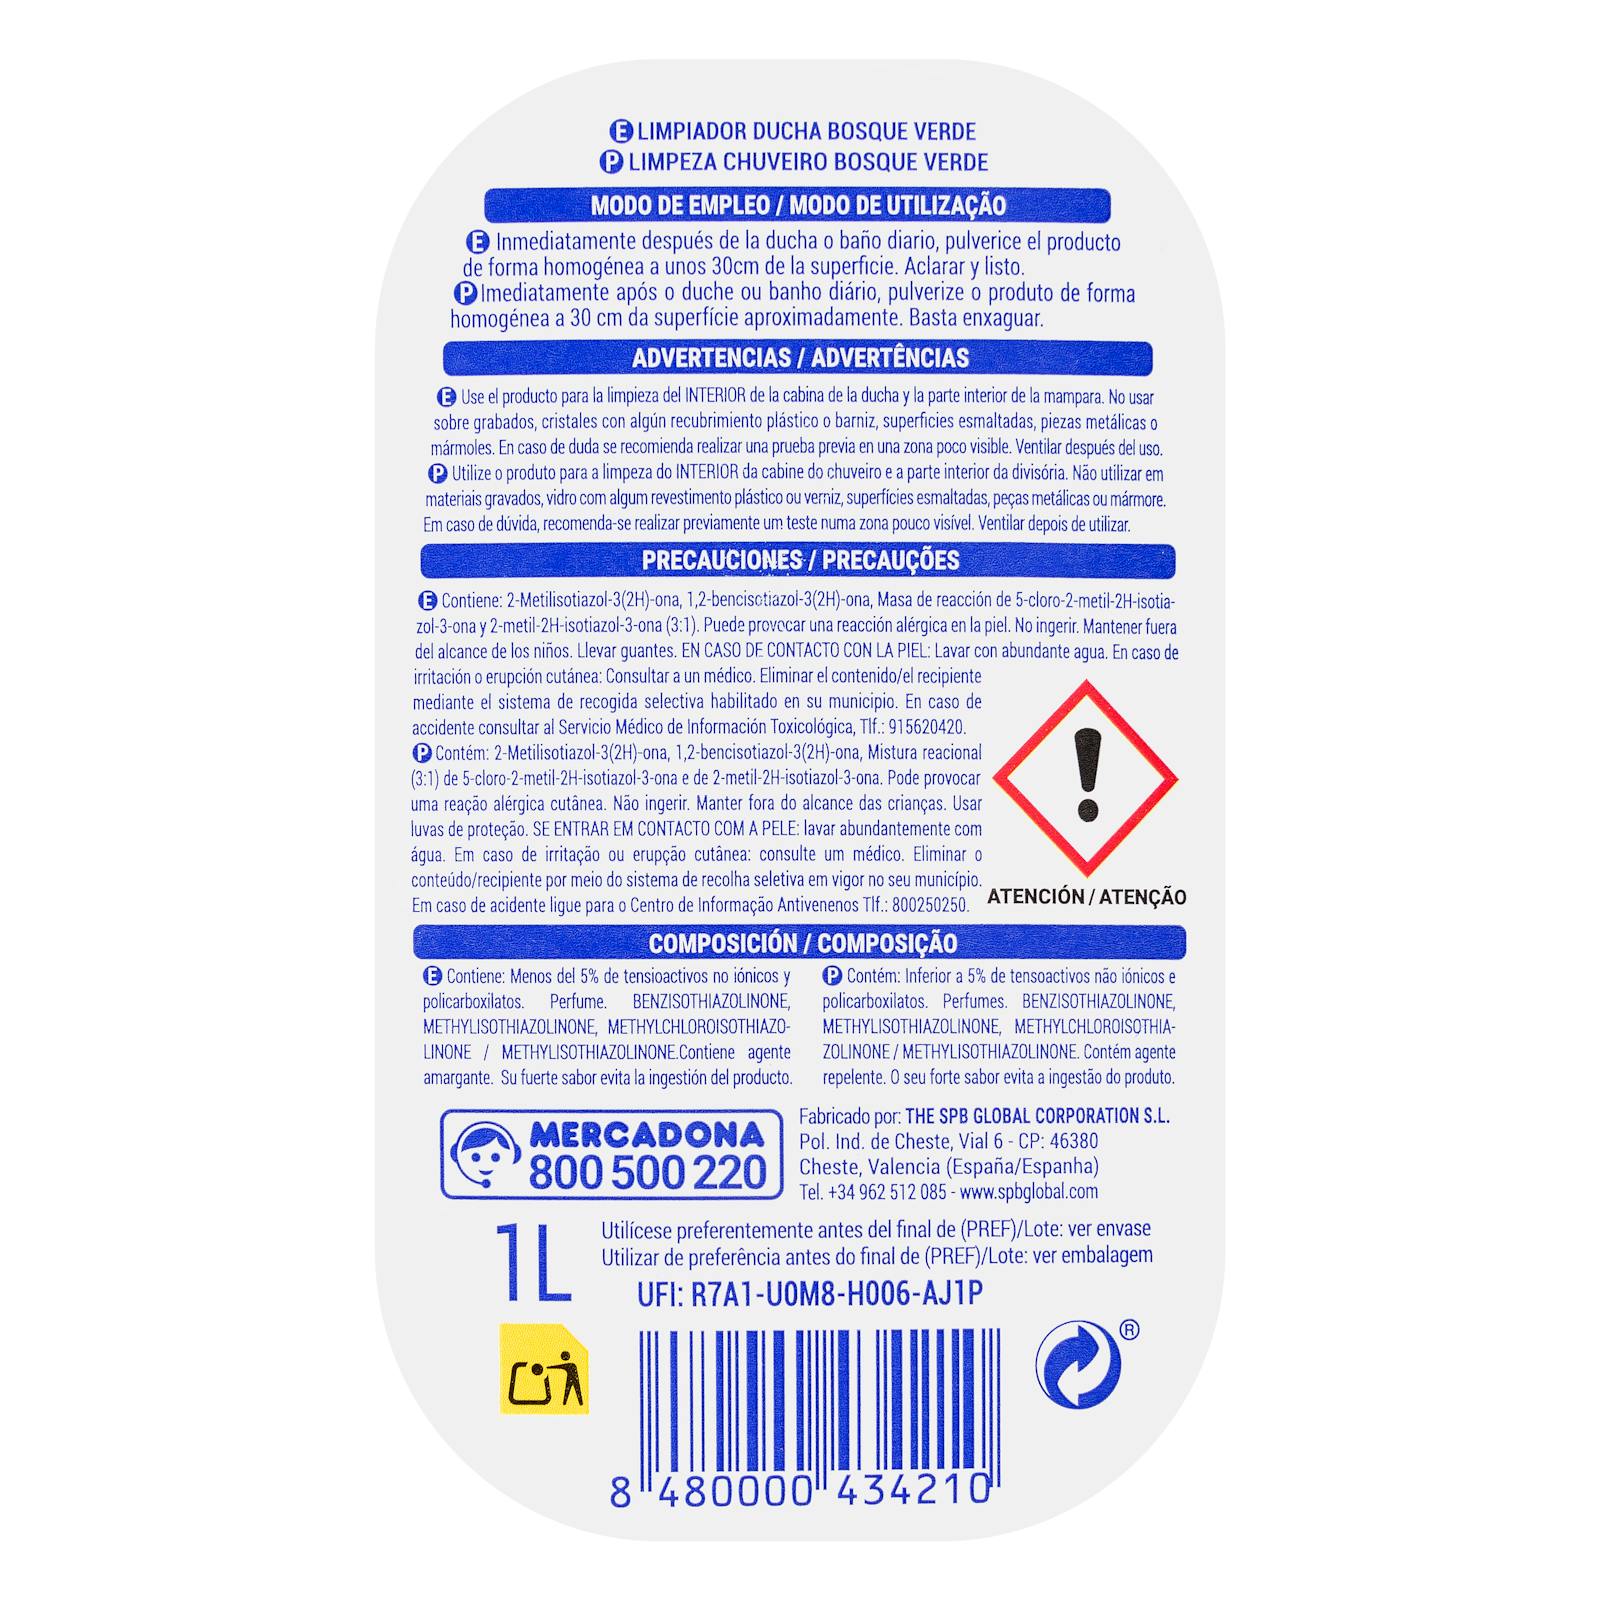 E LIMPIADOR DUCHA BOSQUE VERDE
P LIMPEZA CHUVEIRO BOSQUE VERDE
MODO DE EMPLEO / MODO DE UTILIZAÇÃO
E Inmediatamente después de la ducha o baño diario, pulverice el producto
de forma homogénea a unos 30cm de la superficie. Aclarar y listo.
P Imediatamente após o duche ou banho diário, pulverize o produto de forma
homogénea a 30 cm da superfície aproximadamente. Basta enxaguar.
ADVERTENCIAS / ADVERTÊNCIAS
E Use el producto para la limpieza del INTERIOR de la cabina de la ducha y la parte interior de la mampara. No usar
sobre grabados, cristales con algún recubrimiento plástico o barniz, superficies esmaltadas, piezas metálicas o
mármoles. En caso de duda se recomienda realizar una prueba previa en una zona poco visible. Ventilar después del uso.
P Utilize o produto para a limpeza do INTERIOR da cabine do chuveiro e a parte interior da divisória. Não utilizar em
materiais gravados, vidro com algum revestimento plástico ou verniz, superfícies esmaltadas, peças metálicas ou mármore.
Em caso de dúvida, recomenda-se realizar previamente um teste numa zona pouco visível. Ventilar depois de utilizar.
PRECAUCIONES / PRECAUÇÕES
E Contiene: 2-Metilisotiazol-3(2H)-ona, 1,2-bencisotiazol-3(2H)-ona, Masa de reacción de 5-cloro-2-metil-2H-isotia-
zol-3-ona y 2-metil-2H-isotiazol-3-ona (3:1). Puede provocar una reacción alérgica en la piel. No ingerir. Mantener fuera
del alcance de los niños. Llevar guantes. EN CASO DE CONTACTO CON LA PIEL: Lavar con abundante agua. En caso de
irritación o erupción cutánea: Consultar a un médico. Eliminar el contenido/el recipiente
mediante el sistema de recogida selectiva habilitado en su municipio. En caso de
accidente consultar al Servicio Médico de Información Toxicológica, Tlf.: 915620420.
P Contém: 2-Metilisotiazol-3(2H)-ona, 1,2-bencisotiazol-3(2H)-ona, Mistura reacional
(3:1) de 5-cloro-2-metil-2H-isotiazol-3-ona e de 2-metil-2H-isotiazol-3-ona. Pode provocar
uma reação alérgica cutânea. Não ingerir. Manter fora do alcance das crianças. Usar
luvas de proteção. SE ENTRAR EM CONTACTO COM A PELE: lavar abundantemente com
água. Em caso de irritação ou erupção cutânea: consulte um médico. Eliminar o
conteúdo/recipiente por meio do sistema de recolha seletiva em vigor no seu município.
Em caso de acidente ligue para o Centro de Informação Antivenenos Tlf.: 800250250.
ATENCIÓN / ATENÇÃO
COMPOSICIÓN / COMPOSIÇÃO
E Contiene: Menos del 5% de tensioactivos no iónicos y
policarboxilatos. Perfume. BENZISOTHIAZOLINONE,
METHYLISOTHIAZOLINONE, METHYLCHLOROISOTHIAZO-
LINONE / METHYLISOTHIAZOLINONE.Contiene agente
amargante. Su fuerte sabor evita la ingestión del producto.
P Contém: Inferior a 5% de tensoactivos não iónicos e
policarboxilatos. Perfumes. BENZISOTHIAZOLINONE,
METHYLISOTHIAZOLINONE, METHYLCHLOROISOTHIA-
ZOLINONE / METHYLISOTHIAZOLINONE. Contém agente
repelente. O seu forte sabor evita a ingestão do produto.
MERCADONA
800 500 220
Fabricado por: THE SPB GLOBAL CORPORATION S.L.
Pol. Ind. de Cheste, Vial 6 - CP: 46380
Cheste, Valencia (España/Espanha)
Tel. +34 962 512 085 - www.spbglobal.com
1L
Utilícese preferentemente antes del final de (PREF)/Lote: ver envase
Utilizar de preferência antes do final de (PREF)/Lote: ver embalagem
UFI: R7A1-U0M8-H006-AJ1P
®
8 480000 434210